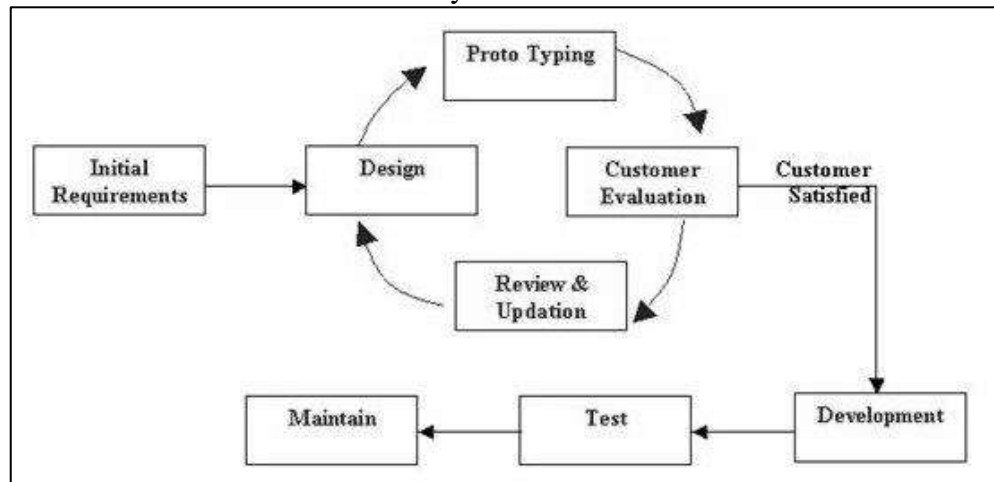 Proto Typing
Initial
Requirements
Design
Customer
Evaluation
Customer
Satisfied
Review &
Updation
Maintain
Test
Development